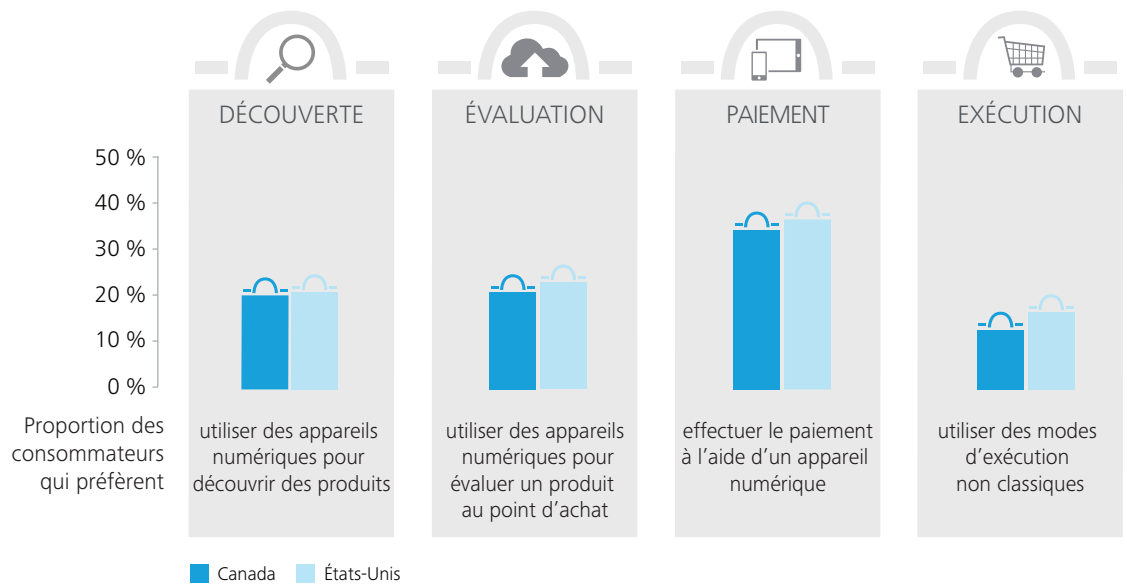 DÉCOUVERTE
ÉVALUATION
PAIEMENT
EXÉCUTION
50 %
40 %
30 %
20 %
10 %
0 %
Proportion des
consommateurs
qui préfèrent
utiliser des appareils
numériques pour
découvrir des produits
utiliser des appareils
numériques pour
évaluer un produit
au point d’achat
effectuer le paiement
à l’aide d’un appareil
numérique
utiliser des modes
d’exécution
non classiques
Canada
États-Unis